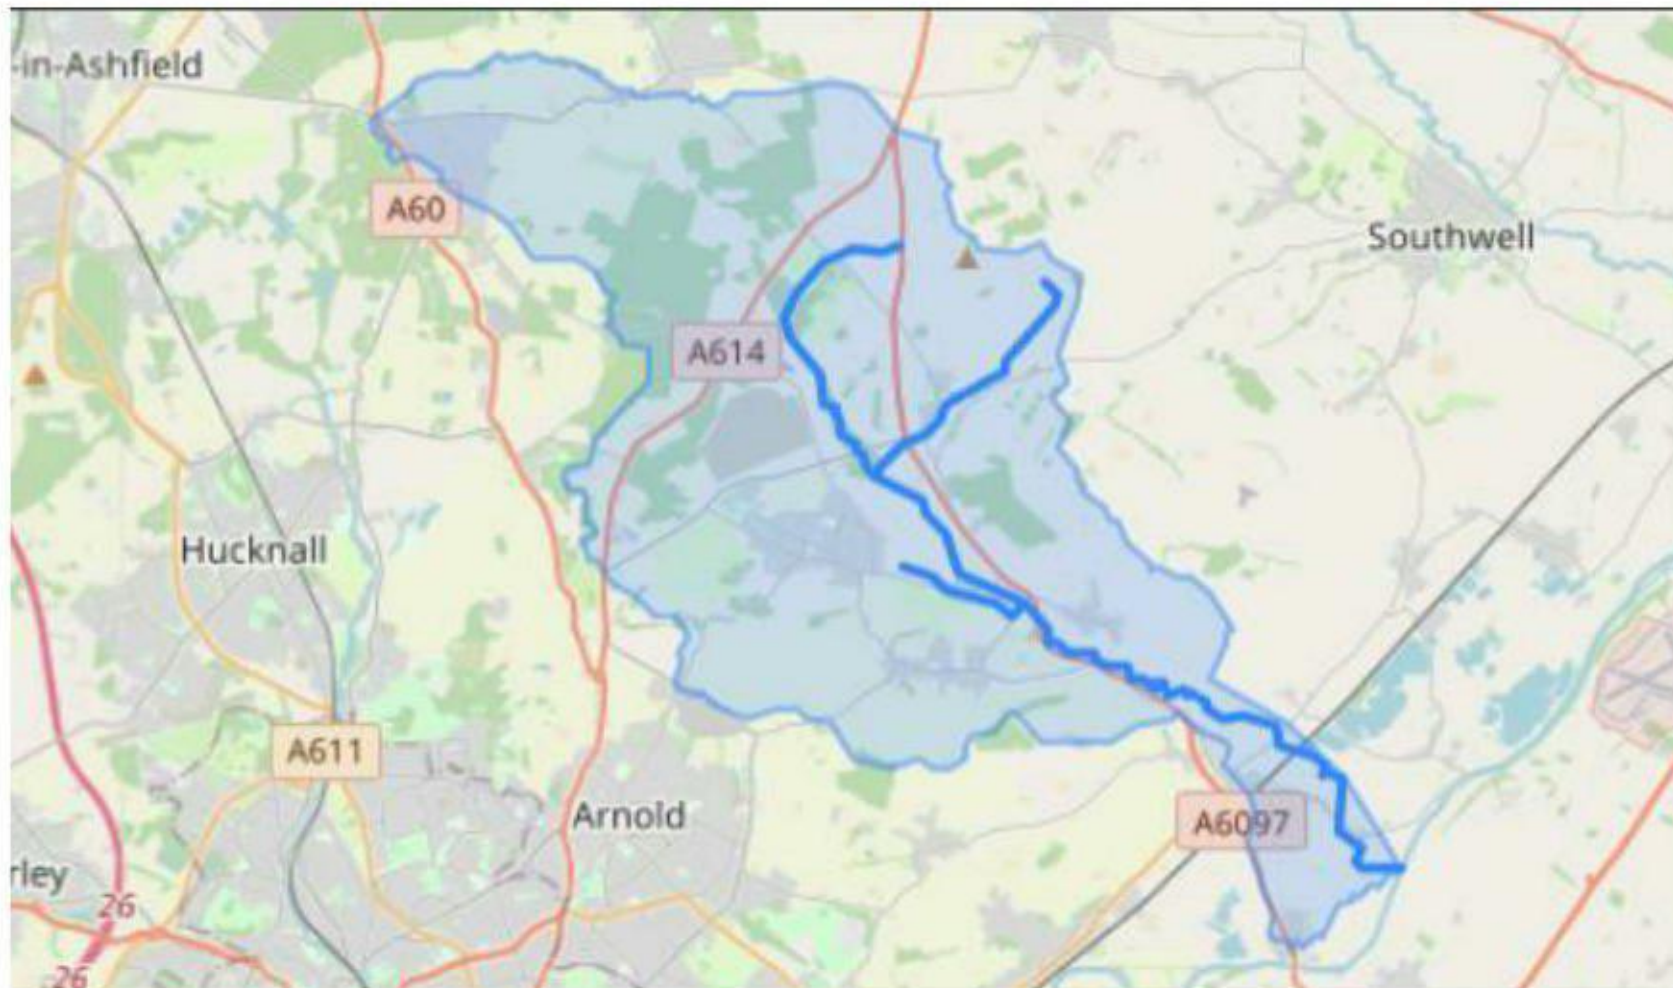 -in-Ashfield
A60
Southwell
A614
Hucknall
A611
Arnold
A6097
rley
26
26